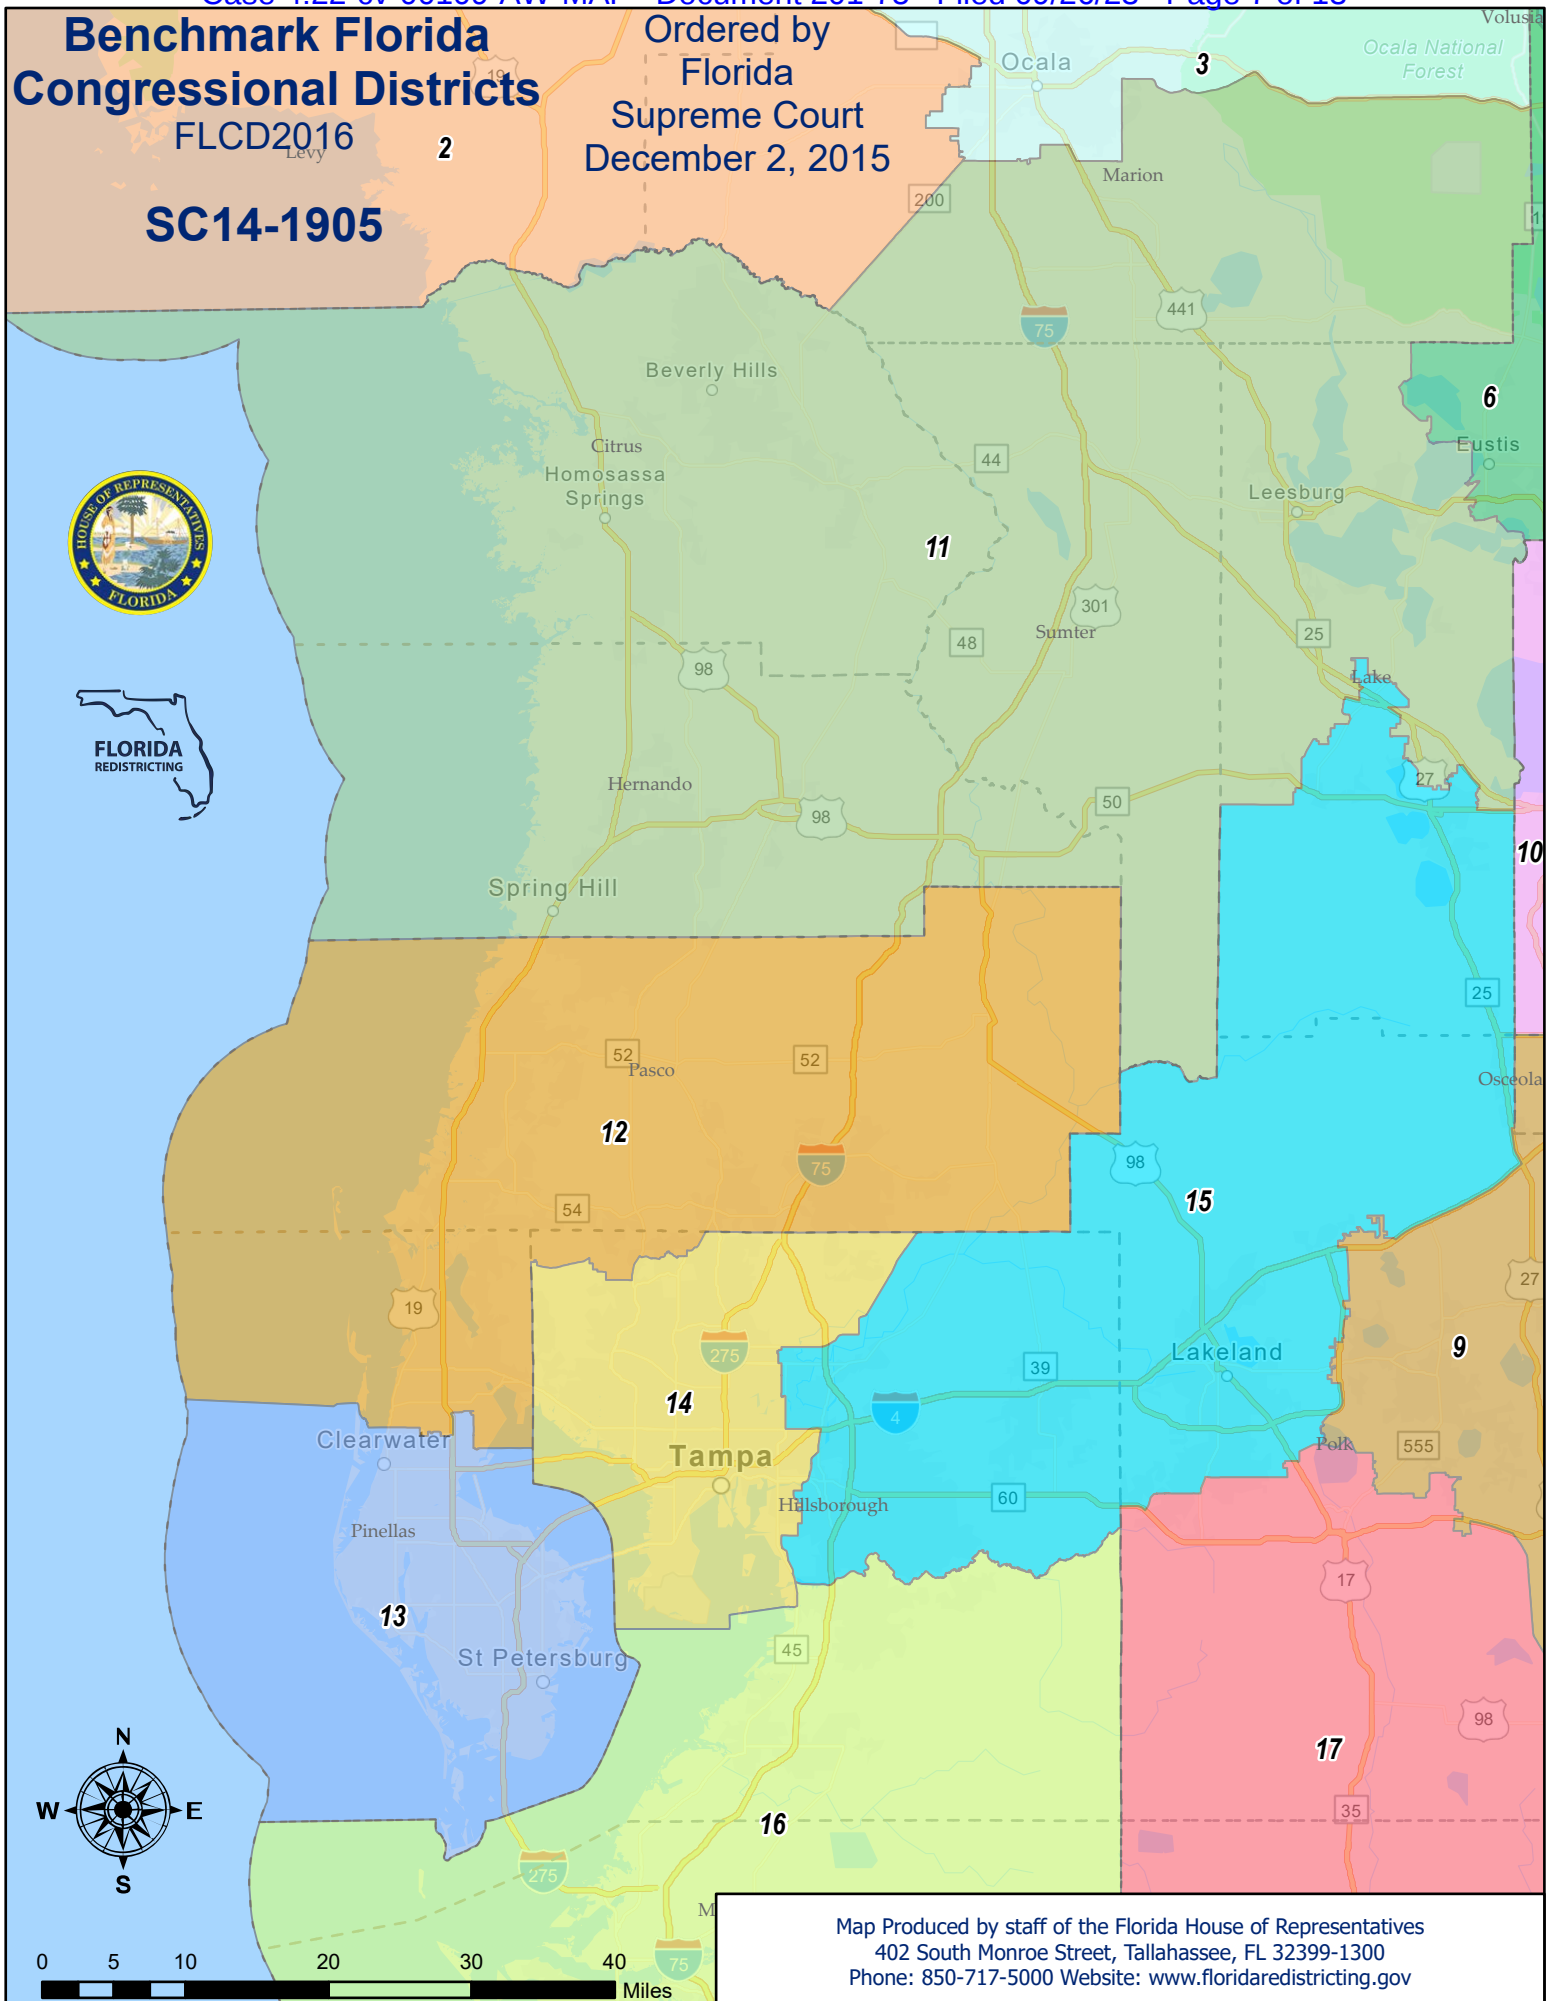 Benchmark Florida
Congressional Districts
FLCD2016
SC14-1905
Ordered by
Florida
Supreme Court
December 2, 2015
Volusia
Ocala National
Forest
Ocala
3
19
Levy
2
Marion
200
441
75
6
Beverly Hills
Eustis
Citrus
44
Homosassa
Springs
Leesburg
HOUSE OF REPRESENTATIVES
FLORIDA
11
301
Sumter
48
25
98
Lake
FLORIDA
REDISTRICTING
Hernando
27
50
98
10
Spring Hill
25
52
52
Pasco
Osceola
12
98
75
15
54
27
19
275
9
Lakeland
39
14
4
Clearwater
Tampa
Polk
555
60
Hillsborough
Pinellas
17
13
45
St Petersburg
98
17
N
W
E
S
35
16
275
75
0 5 10 20 30 40
Miles
Map Produced by staff of the Florida House of Representatives
402 South Monroe Street, Tallahassee, FL 32399-1300
Phone: 850-717-5000 Website: www.floridaredistricting.gov